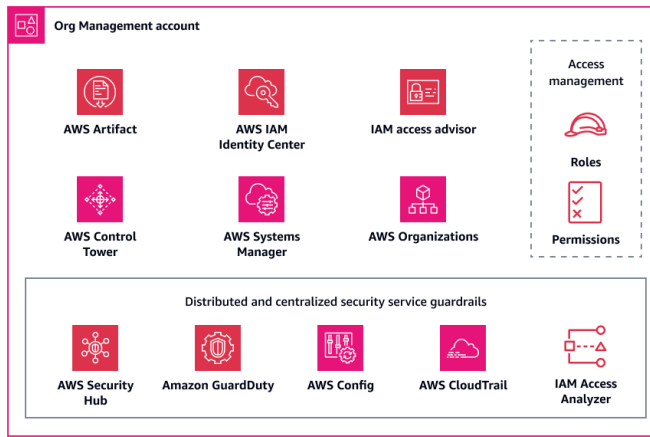 Org Management account
Access
management
AWS Artifact
AWS IAM
Identity Center
IAM access advisor
Roles
AWS Control
Tower
AWS Systems
Manager
AWS Organizations
Permissions
Distributed and centralized security service guardrails
AWS Security
Hub
Amazon GuardDuty
AWS Config
AWS CloudTrail
IAM Access
Analyzer